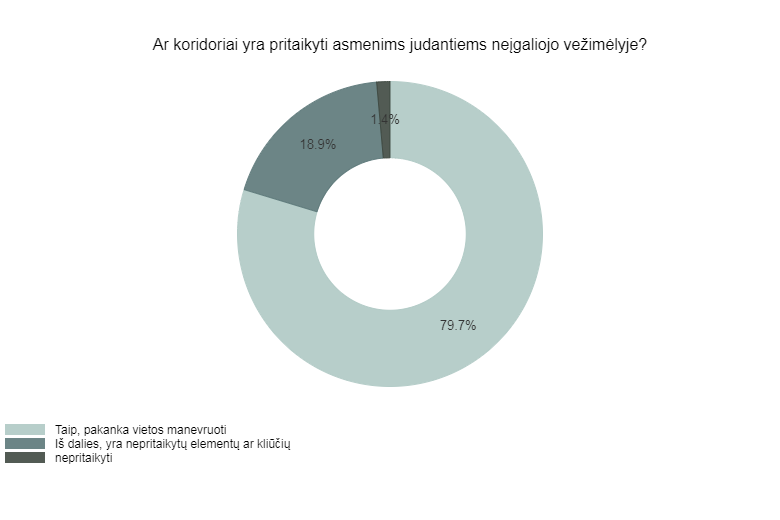 Ar koridoriai yra pritaikyti asmenims judantiems neįgaliojo vežimėlyje?
1.4%
18.9%
79.7%
Taip, pakanka vietos manevruoti
Iš dalies, yra nepritaikytų elementų ar kliūčių
nepritaikyti